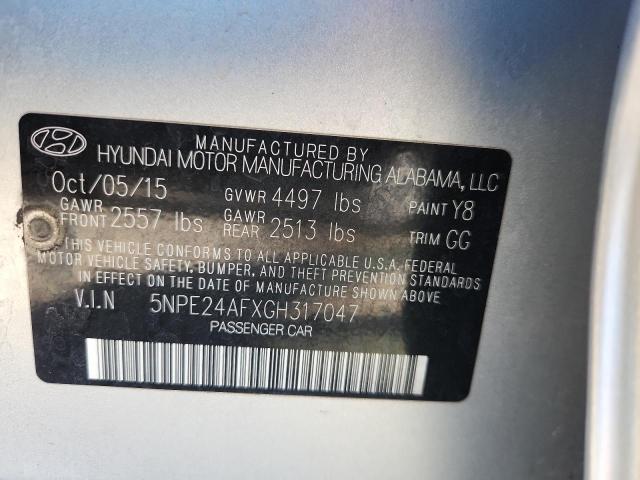 MANUFACTURED BY
HYUNDAI MOTOR MANUFACTURING ALABAMA, LLC
Oct/05/15 GVWR 4497 lbs PAINT Y8
GAWR FRONT 2557 lbs GAWR REAR 2513 lbs TRIM GG
THIS VEHICLE CONFORMS TO ALL APPLICABLE U.S.A. FEDERAL
MOTOR VEHICLE SAFETY, BUMPER, AND THEFT PREVENTION STANDARDS
IN EFFECT ON THE DATE OF MANUFACTURE SHOWN ABOVE.
V.I.N 5NPE24AFXGH317047
PASSENGER CAR